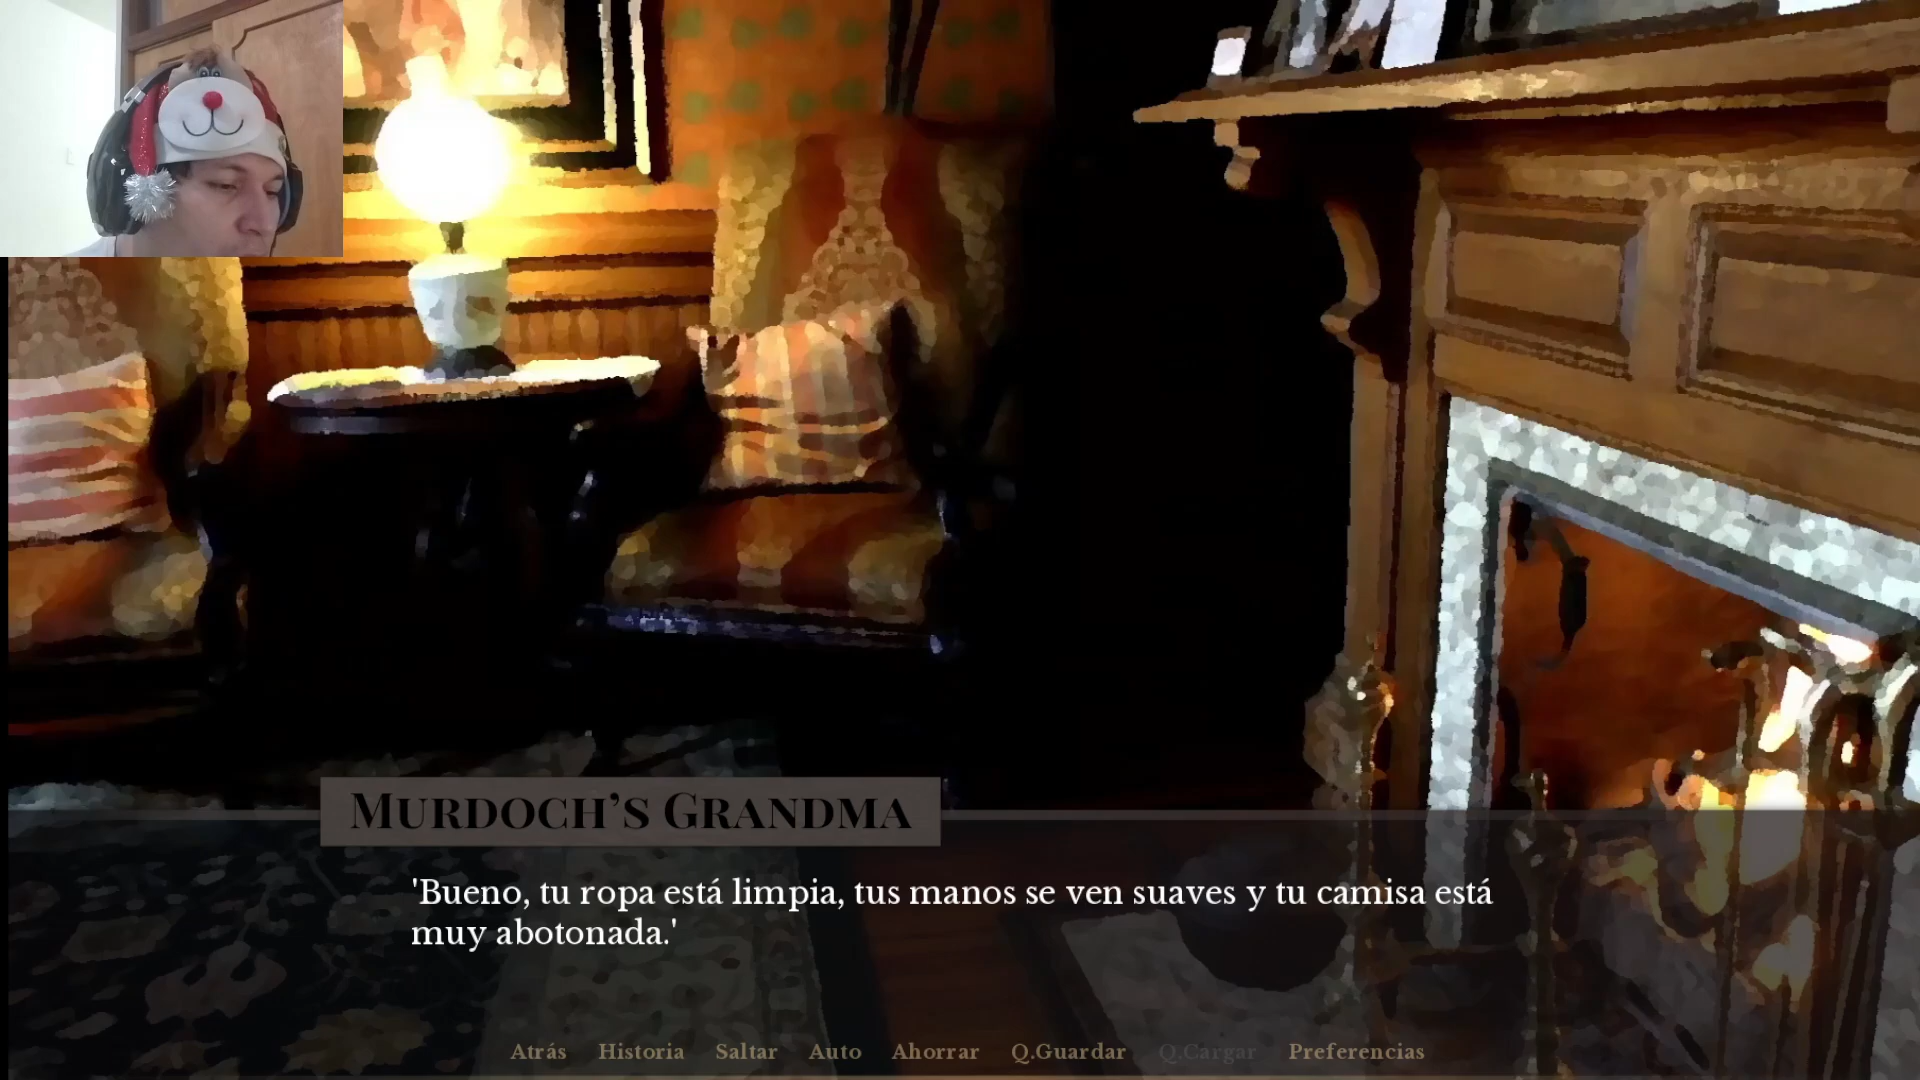 Murdoch's Grandma
'Bueno, tu ropa está limpia, tus manos se ven suaves y tu camisa está
muy abotonada.'
Atrás Historia Saltar Auto Ahorrar Q.Guardar Q.Cargar Preferencias